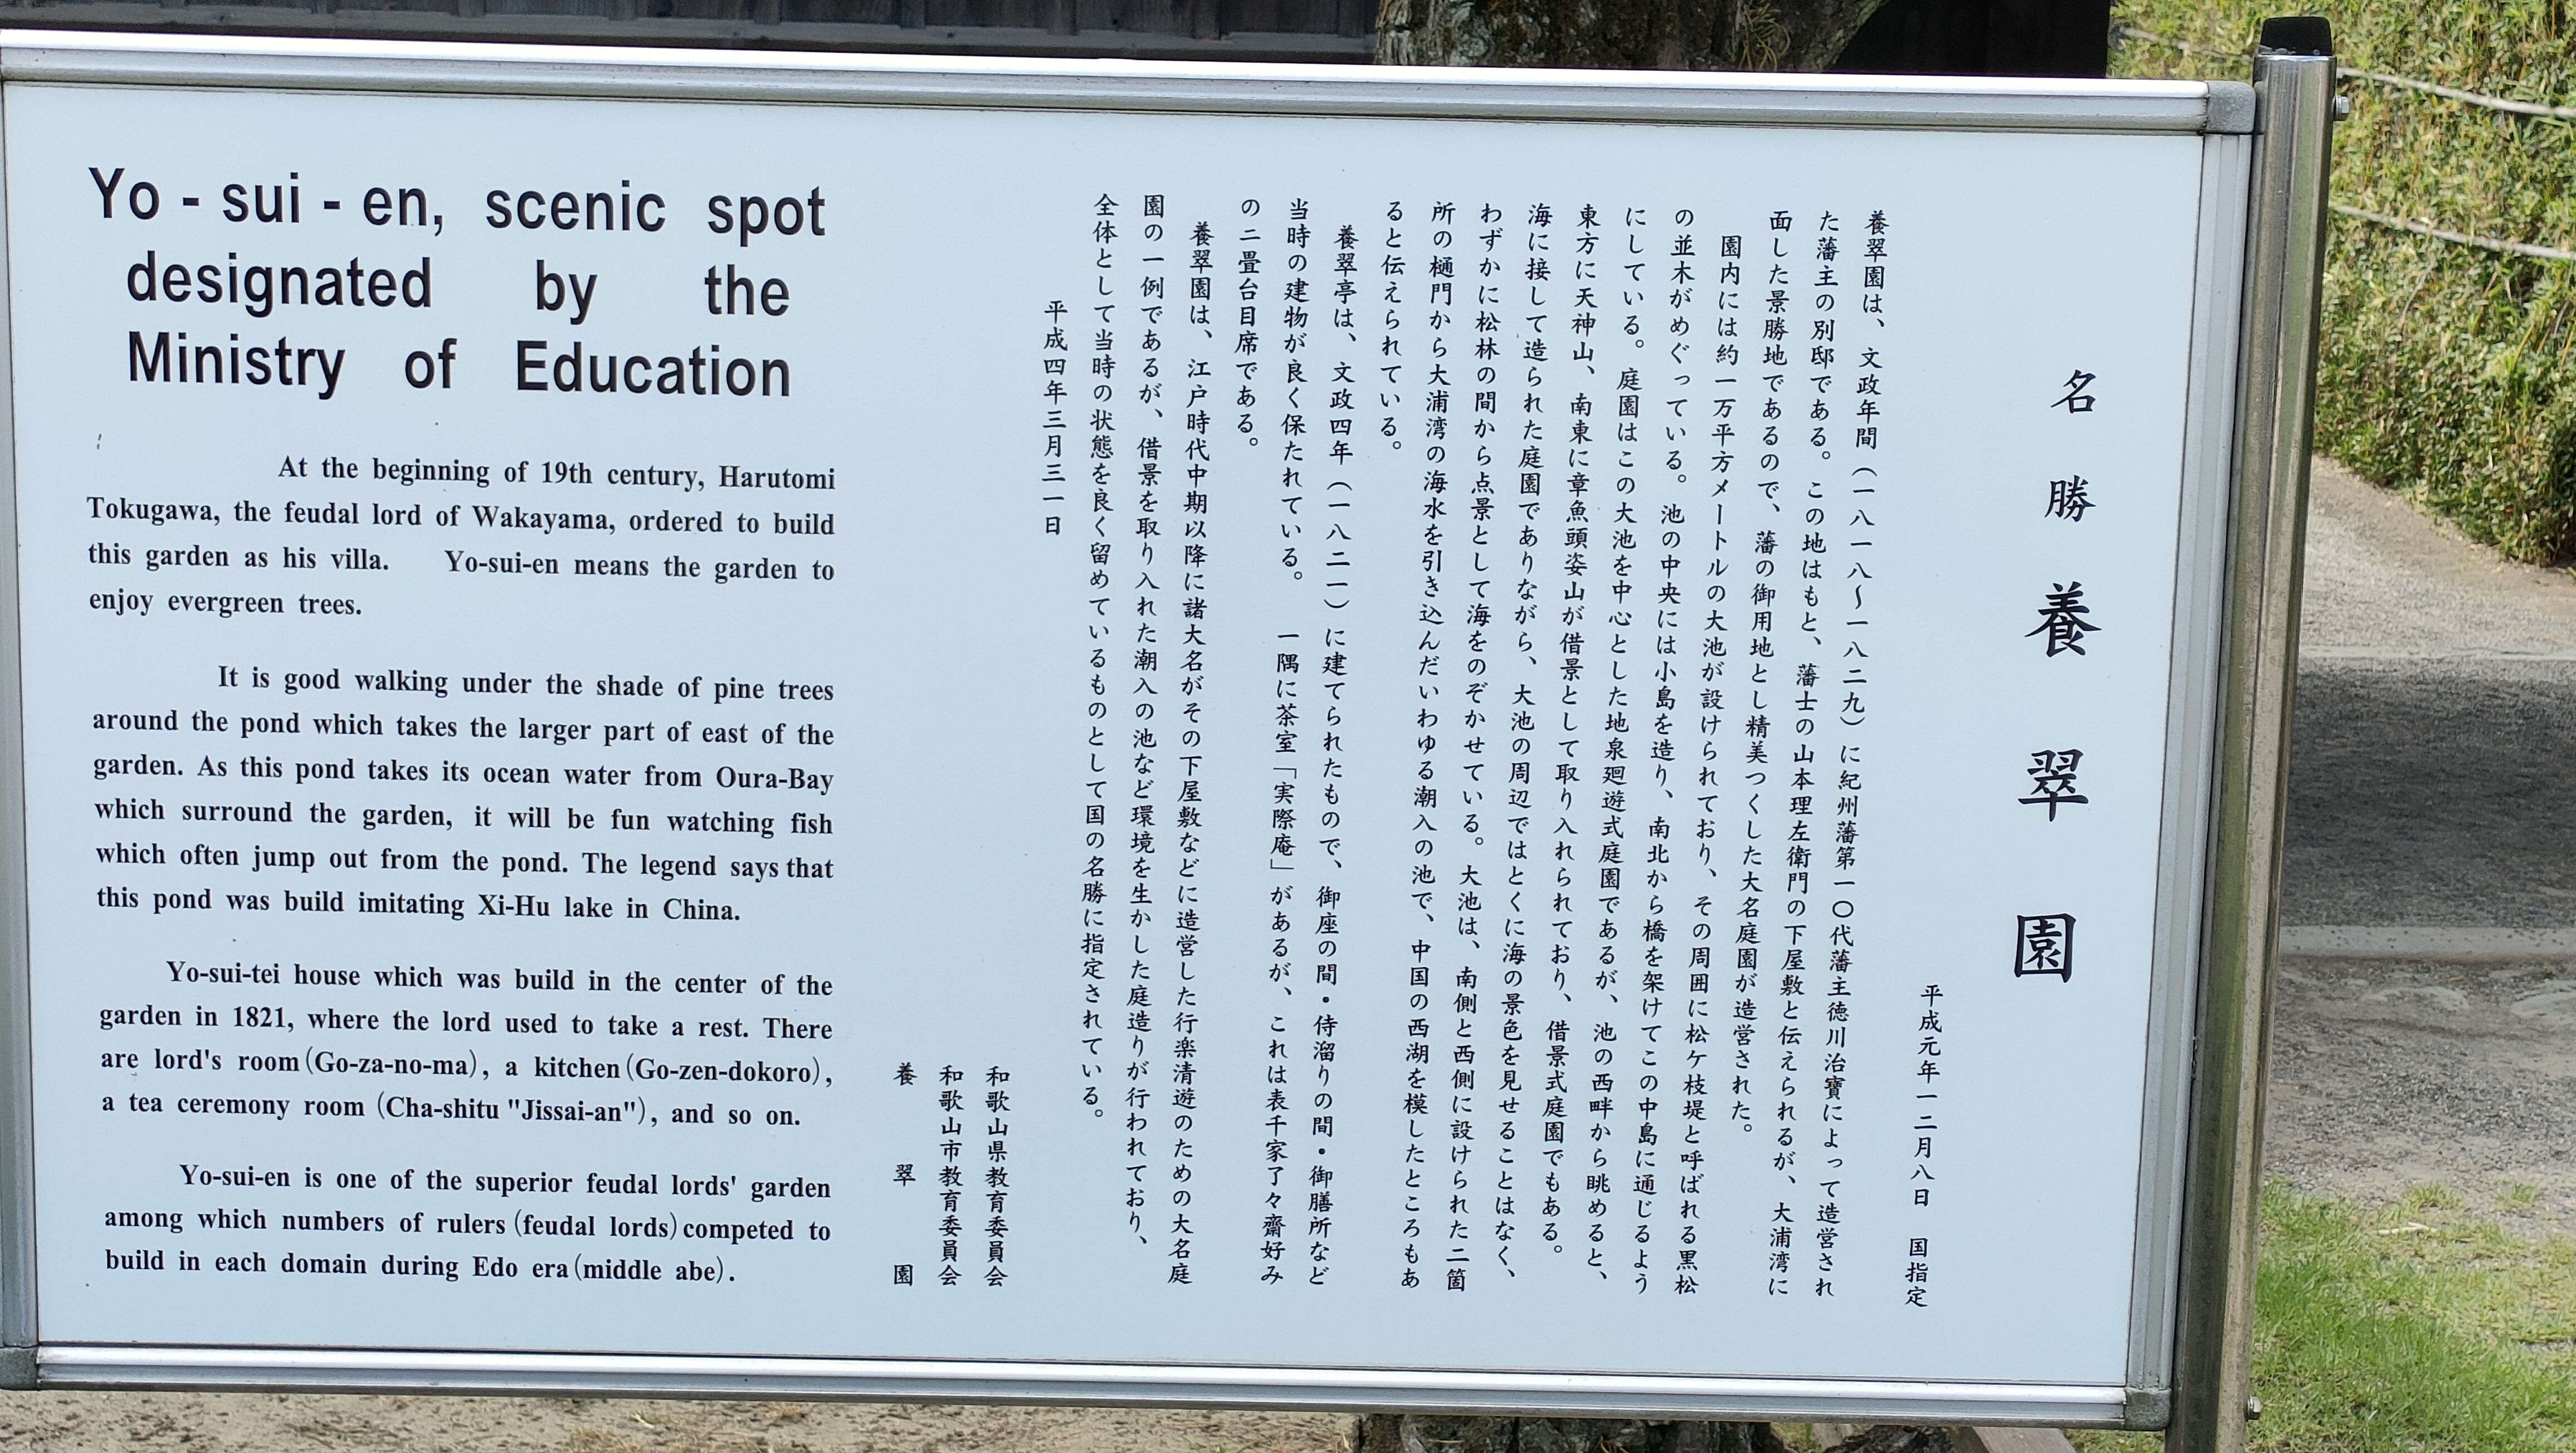 Yo - sui - en, scenic spot
designated by the
Ministry of Education
At the beginning of 19th century, Harutomi
Tokugawa, the feudal lord of Wakayama, ordered to build
this garden as his villa. Yo-sui-en means the garden to
enjoy evergreen trees.
It is good walking under the shade of pine trees
around the pond which takes the larger part of east of the
garden. As this pond takes its ocean water from Oura-Bay
which surround the garden, it will be fun watching fish
which often jump out from the pond. The legend says that
this pond was build imitating Xi-Hu lake in China.
Yo-sui-tei house which was build in the center of the
garden in 1821, where the lord used to take a rest. There
are lord's room (Go-za-no-ma), a kitchen (Go-zen-dokoro),
a tea ceremony room (Cha-shitu "Jissai-an"), and so on.
Yo-sui-en is one of the superior feudal lords' garden
among which numbers of rulers (feudal lords) competed to
build in each domain during Edo era (middle abe).
名勝養翠園
平成元年一二月八日 国指定
養翠園は、文政年間(一八一八〜一八二九)に紀州藩第一〇代藩主徳川治寶によって造営され
た藩主の別邸である。この地はもと、藩士の山本理左衛門の下屋敷と伝えられるが、大浦湾に
面した景勝地であるので、藩の御用地とし精美つくした大名庭園が造営された。
園内には約一万平方メートルの大池が設けられており、その周囲に松ケ枝堤と呼ばれる黒松
の並木がめぐっている。池の中央には小島を造り、南北から橋を架けてこの中島に通じるよう
にしている。庭園はこの大池を中心とした地泉廻遊式庭園であるが、池の西畔から眺めると、
東方に天神山、南東に章魚頭姿山が借景として取り入れられており、借景式庭園でもある。
海に接して造られた庭園でありながら、大池の周辺ではとくに海の景色を見せることはなく、
わずかに松林の間から点景として海をのぞかせている。大池は、南側と西側に設けられた二箇
所の樋門から大浦湾の海水を引き込んだいわゆる潮入の池で、中国の西湖を模したところもあ
ると伝えられている。
養翠亭は、文政四年(一八二一)に建てられたもので、御座の間・侍溜りの間・御膳所など
当時の建物が良く保たれている。 一隅に茶室「実際庵」があるが、これは表千家了々齋好み
の二畳台目席である。
養翠園は、江戸時代中期以降に諸大名がその下屋敷などに造営した行楽清遊のための大名庭
園の一例であるが、借景を取り入れた潮入の池など環境を生かした庭造りが行われており、
全体として当時の状態を良く留めているものとして国の名勝に指定されている。
平成四年三月三一日
和歌山県教育委員会
和歌山市教育委員会
養翠園